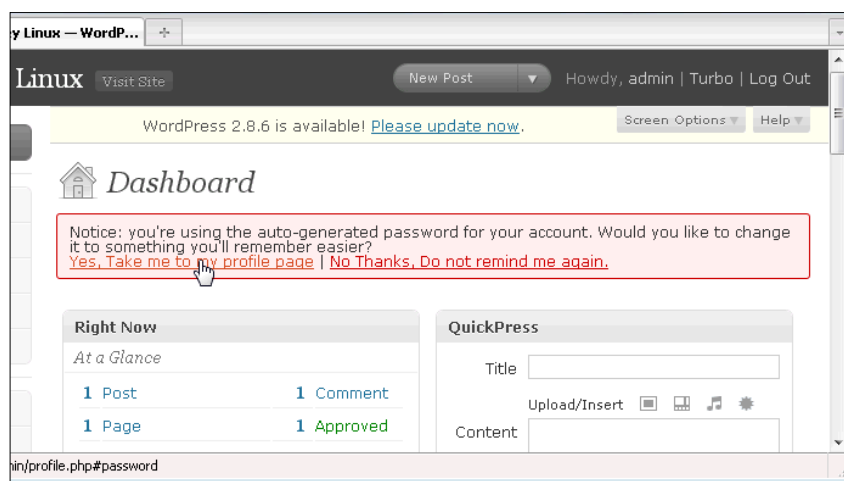 y Linux — WordP...
Linux Visit Site New Post Howdy, admin | Turbo | Log Out
WordPress 2.8.6 is available! Please update now. Screen Options Help
Dashboard
Notice: you're using the auto-generated password for your account. Would you like to change
it to something you'll remember easier?
Yes, Take me to my profile page | No Thanks, Do not remind me again.
Right Now
At a Glance
1 Post 1 Comment
1 Page 1 Approved
QuickPress
Title
Upload/Insert
Content
in/profile.php#password